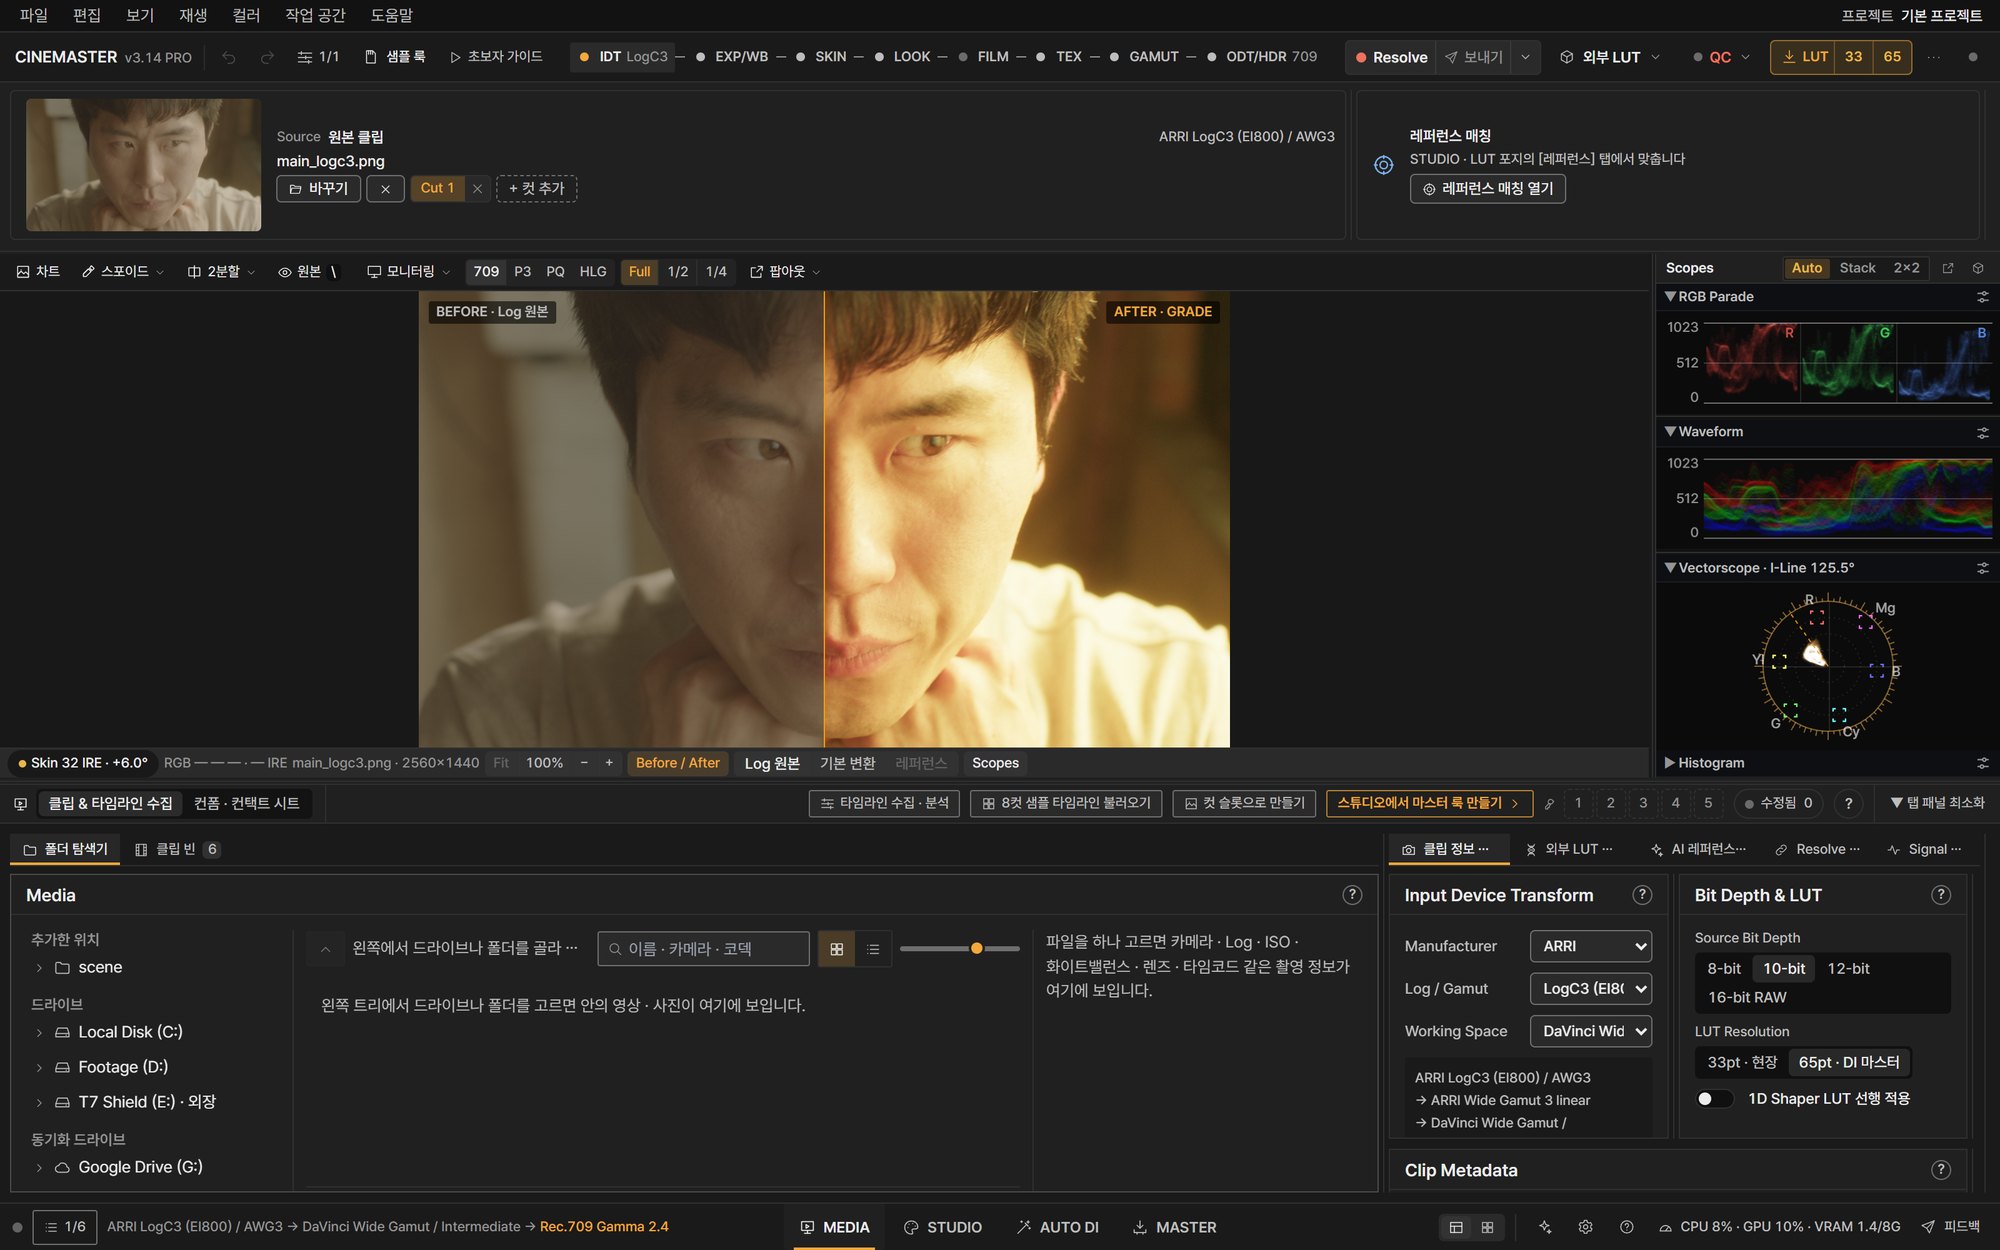 파일 편집 보기 재생 컬러 작업 공간 도움말 프로젝트 기본 프로젝트
CINEMASTER v3.14 PRO 1/1 샘플 룩 초보자 가이드 IDT LogC3 EXP/WB SKIN LOOK FILM TEX GAMUT ODT/HDR 709 Resolve 보내기 외부 LUT QC LUT 33 65 ···
Source 원본 클립
ARRI LogC3 (EI800) / AWG3
main_logc3.png
바꾸기 Cut 1 + 컷 추가
레퍼런스 매칭
STUDIO · LUT 포지의 [레퍼런스] 탭에서 맞춥니다
레퍼런스 매칭 열기
차트 스포이드 2분할 원본 \ 모니터링 709 P3 PQ HLG Full 1/2 1/4 팝아웃
BEFORE · Log 원본
AFTER · GRADE
Scopes Auto Stack 2×2
RGB Parade
1023
512
0
R G B
Waveform
1023
512
0
Vectorscope · I-Line 125.5°
R Mg
Yl B
G Cy
Histogram
Skin 32 IRE · +6.0° RGB — — — · — IRE main_logc3.png · 2560×1440 Fit 100% − + Before / After Log 원본 기본 변환 레퍼런스 Scopes
클립 & 타임라인 수집 컨폼 · 컨택트 시트 타임라인 수집 · 분석 8컷 샘플 타임라인 불러오기 컷 슬롯으로 만들기 스튜디오에서 마스터 룩 만들기 1 2 3 4 5 수정됨 0 ? ▼ 탭 패널 최소화
폴더 탐색기 클립 빈 6
클립 정보 ··· 외부 LUT ··· AI 레퍼런스··· Resolve ··· Signal ···
Media ?
추가한 위치
scene
드라이브
Local Disk (C:)
Footage (D:)
T7 Shield (E:) · 외장
동기화 드라이브
Google Drive (G:)
왼쪽에서 드라이브나 폴더를 골라 ··· 이름 · 카메라 · 코덱
왼쪽 트리에서 드라이브나 폴더를 고르면 안의 영상 · 사진이 여기에 보입니다.
파일을 하나 고르면 카메라 · Log · ISO ·
화이트밸런스 · 렌즈 · 타임코드 같은 촬영 정보가
여기에 보입니다.
Input Device Transform ?
Manufacturer ARRI
Log / Gamut LogC3 (EI8(
Working Space DaVinci Wid
ARRI LogC3 (EI800) / AWG3
→ ARRI Wide Gamut 3 linear
→ DaVinci Wide Gamut /
Bit Depth & LUT ?
Source Bit Depth
8-bit 10-bit 12-bit
16-bit RAW
LUT Resolution
33pt · 현장 65pt · DI 마스터
1D Shaper LUT 선행 적용
Clip Metadata ?
1/6 ARRI LogC3 (EI800) / AWG3 → DaVinci Wide Gamut / Intermediate → Rec.709 Gamma 2.4 MEDIA STUDIO AUTO DI MASTER CPU 8% · GPU 10% · VRAM 1.4/8G 피드백